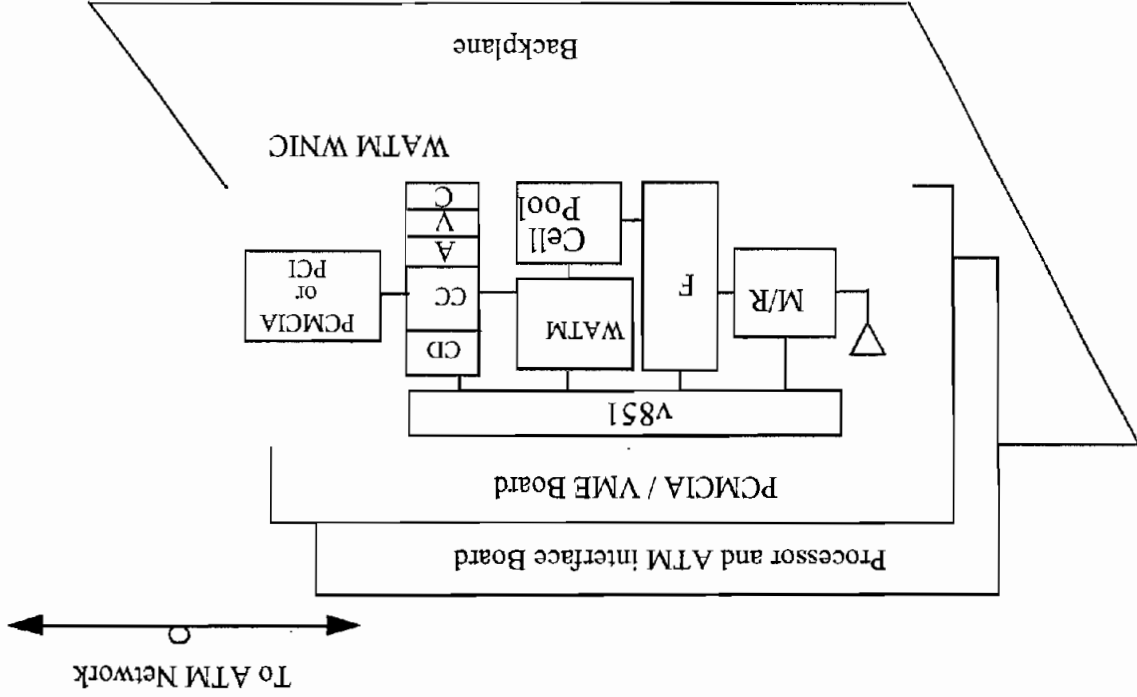 To ATM Network
Processor and ATM interface Board
PCMCIA / VME Board
v851
M/R
F
WATM
Cell
Pool
CD
CC
A
V
C
PCMCIA
or
PCI
WATM WNIC
Backplane